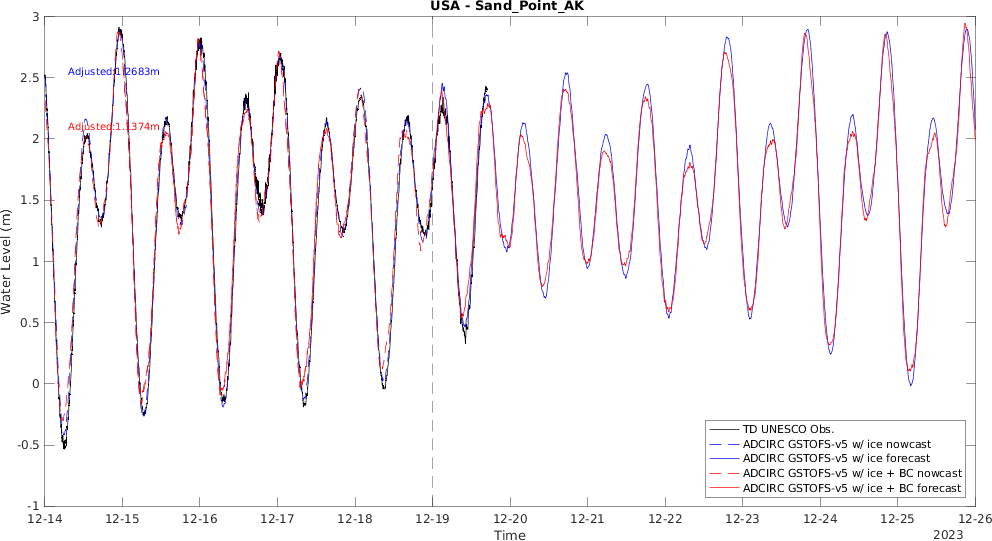 USA - Sand_Point_AK
3
2.5
2
1.5
1
0.5
0
-0.5
-1
Water Level (m)
Adjusted:1.2683m
Adjusted:1.1374m
TD UNESCO Obs.
ADCIRC GSTOFS-v5 w/ ice nowcast
ADCIRC GSTOFS-v5 w/ ice forecast
ADCIRC GSTOFS-v5 w/ ice + BC nowcast
ADCIRC GSTOFS-v5 w/ ice + BC forecast
12-14 12-15 12-16 12-17 12-18 12-19 12-20 12-21 12-22 12-23 12-24 12-25 12-26
Time
2023